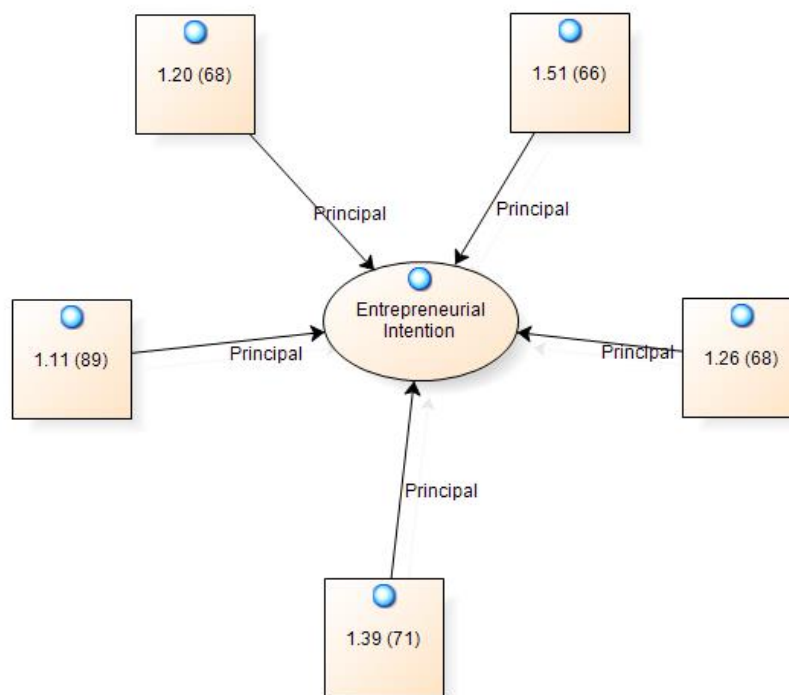 1.20 (68)
1.51 (66)
Principal
Principal
Entrepreneurial
Intention
1.11 (89)
Principal
Principal
1.26 (68)
Principal
1.39 (71)